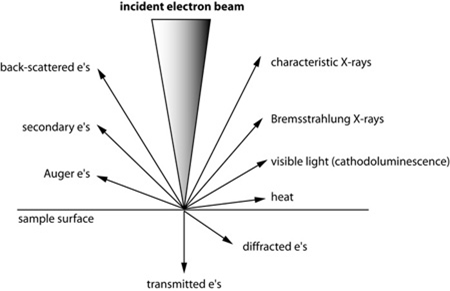 incident electron beam
back-scattered e's
characteristic X-rays
secondary e's
Bremsstrahlung X-rays
visible light (cathodoluminescence)
Auger e's
heat
sample surface
diffracted e's
transmitted e's